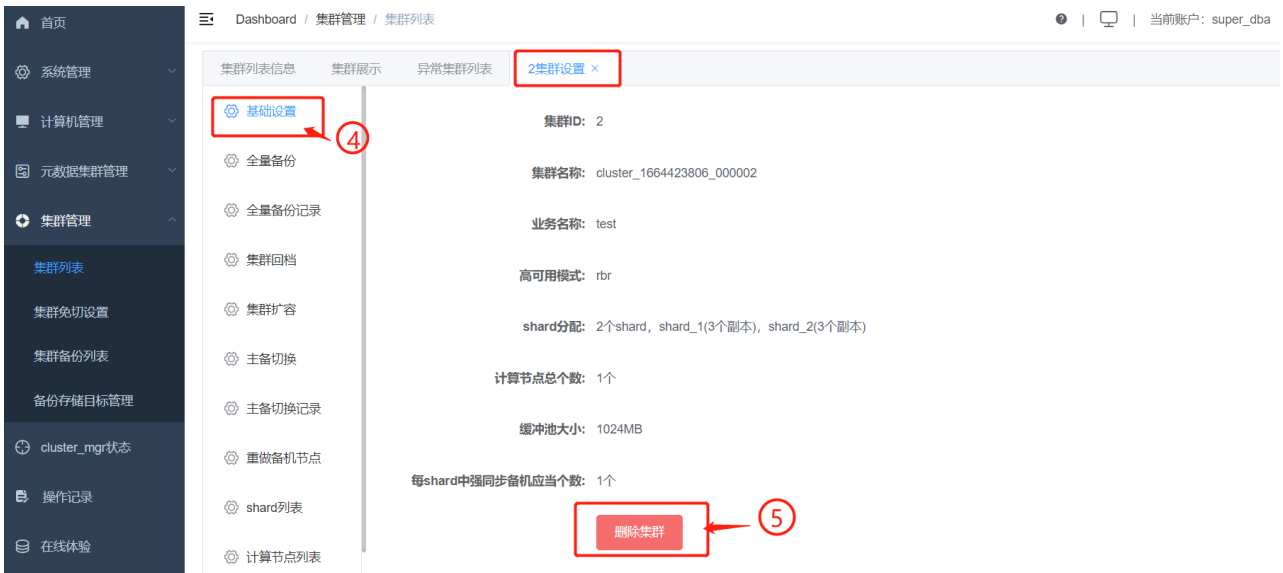 首页
系统管理
计算机管理
元数据集群管理
集群管理
集群列表
集群免切设置
集群备份列表
备份存储目标管理
cluster_mgr状态
操作记录
在线体验
Dashboard / 集群管理 / 集群列表
? | | 当前账户：super_dba
集群列表信息 集群展示 异常集群列表 2集群设置 ×
基础设置
④
全量备份
全量备份记录
集群回档
集群扩容
主备切换
主备切换记录
重做备机节点
shard列表
计算节点列表
集群ID: 2
集群名称: cluster_1664423806_000002
业务名称: test
高可用模式: rbr
shard分配: 2个shard，shard_1(3个副本)，shard_2(3个副本)
计算节点总个数: 1个
缓冲池大小: 1024MB
每shard中强同步备机应当个数: 1个
删除集群
⑤